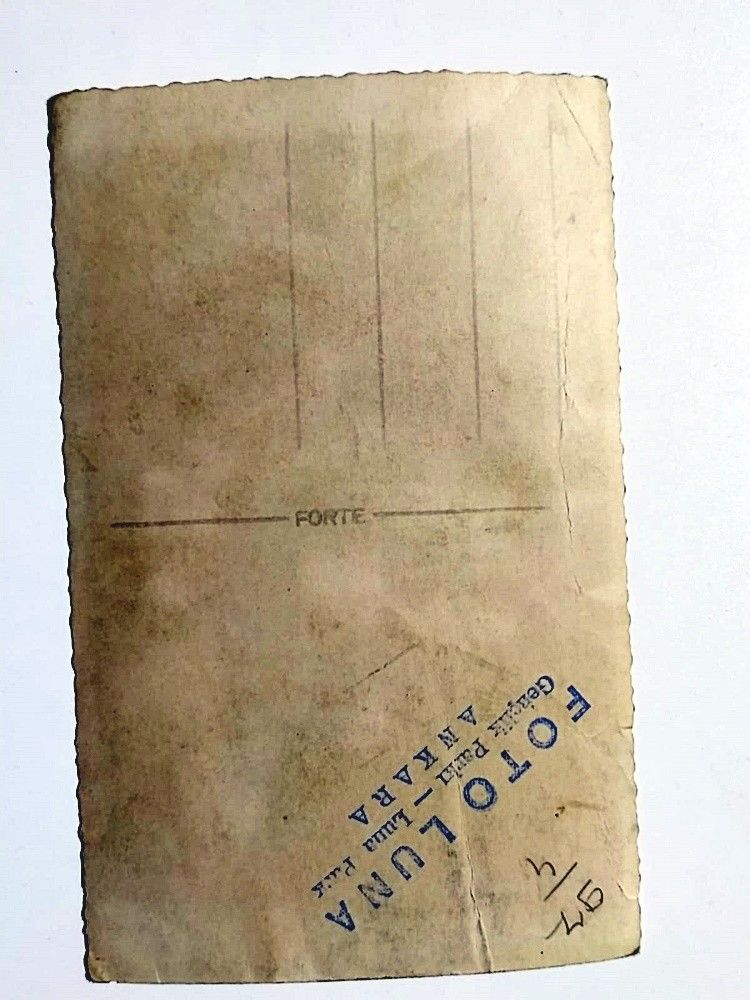 FORTE
FOTO LUNA
Gençlik Parkı — Luna Park
ANKARA